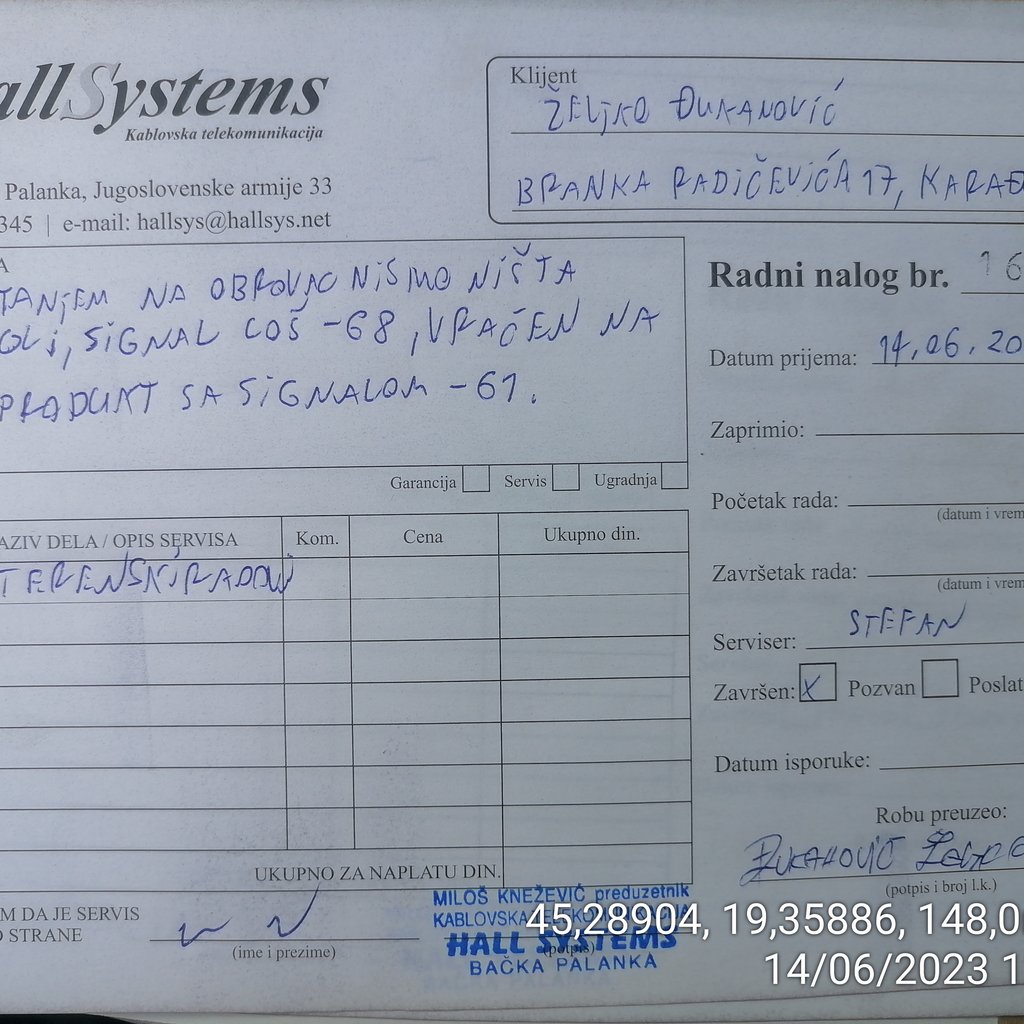 allSystems
Kablovska telekomunikacija
Palanka, Jugoslovenske armije 33
345 | e-mail: hallsys@hallsys.net
Klijent
ŽELJKO ĐUKANOVIĆ
BRANKA RADIČEVIĆA 17, KARAĐ
A
TANJEM NA OBROVAC NISMO NIŠTA
OLI, SIGNAL LOŠ -68, VRAĆEN NA
PRODUKT SA SIGNALOM -61.
Garancija Servis Ugradnja
AZIV DELA / OPIS SERVISA Kom. Cena Ukupno din.
TERENSKI RADOVI
UKUPNO ZA NAPLATU DIN.
M DA JE SERVIS
O STRANE
(ime i prezime)
Radni nalog br. 16
Datum prijema: 14.06.20
Zaprimio:
Početak rada:
(datum i vrem
Završetak rada:
(datum i vrem
Serviser: STEFAN
Završen: X Pozvan Poslat
Datum isporuke:
Robu preuzeo:
ĐUKANOVIĆ
(potpis i broj l.k.)
MILOŠ KNEŽEVIĆ preduzetnik
KABLOVSKA TELEKOMUNIKACIJA
HALL SYSTEMS
(potpis)
BAČKA PALANKA
45,28904, 19,35886, 148,0
14/06/2023 1